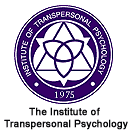 INSTITUTE OF TRANSPERSONAL PSYCHOLOGY
1975
The Institute of
Transpersonal Psychology